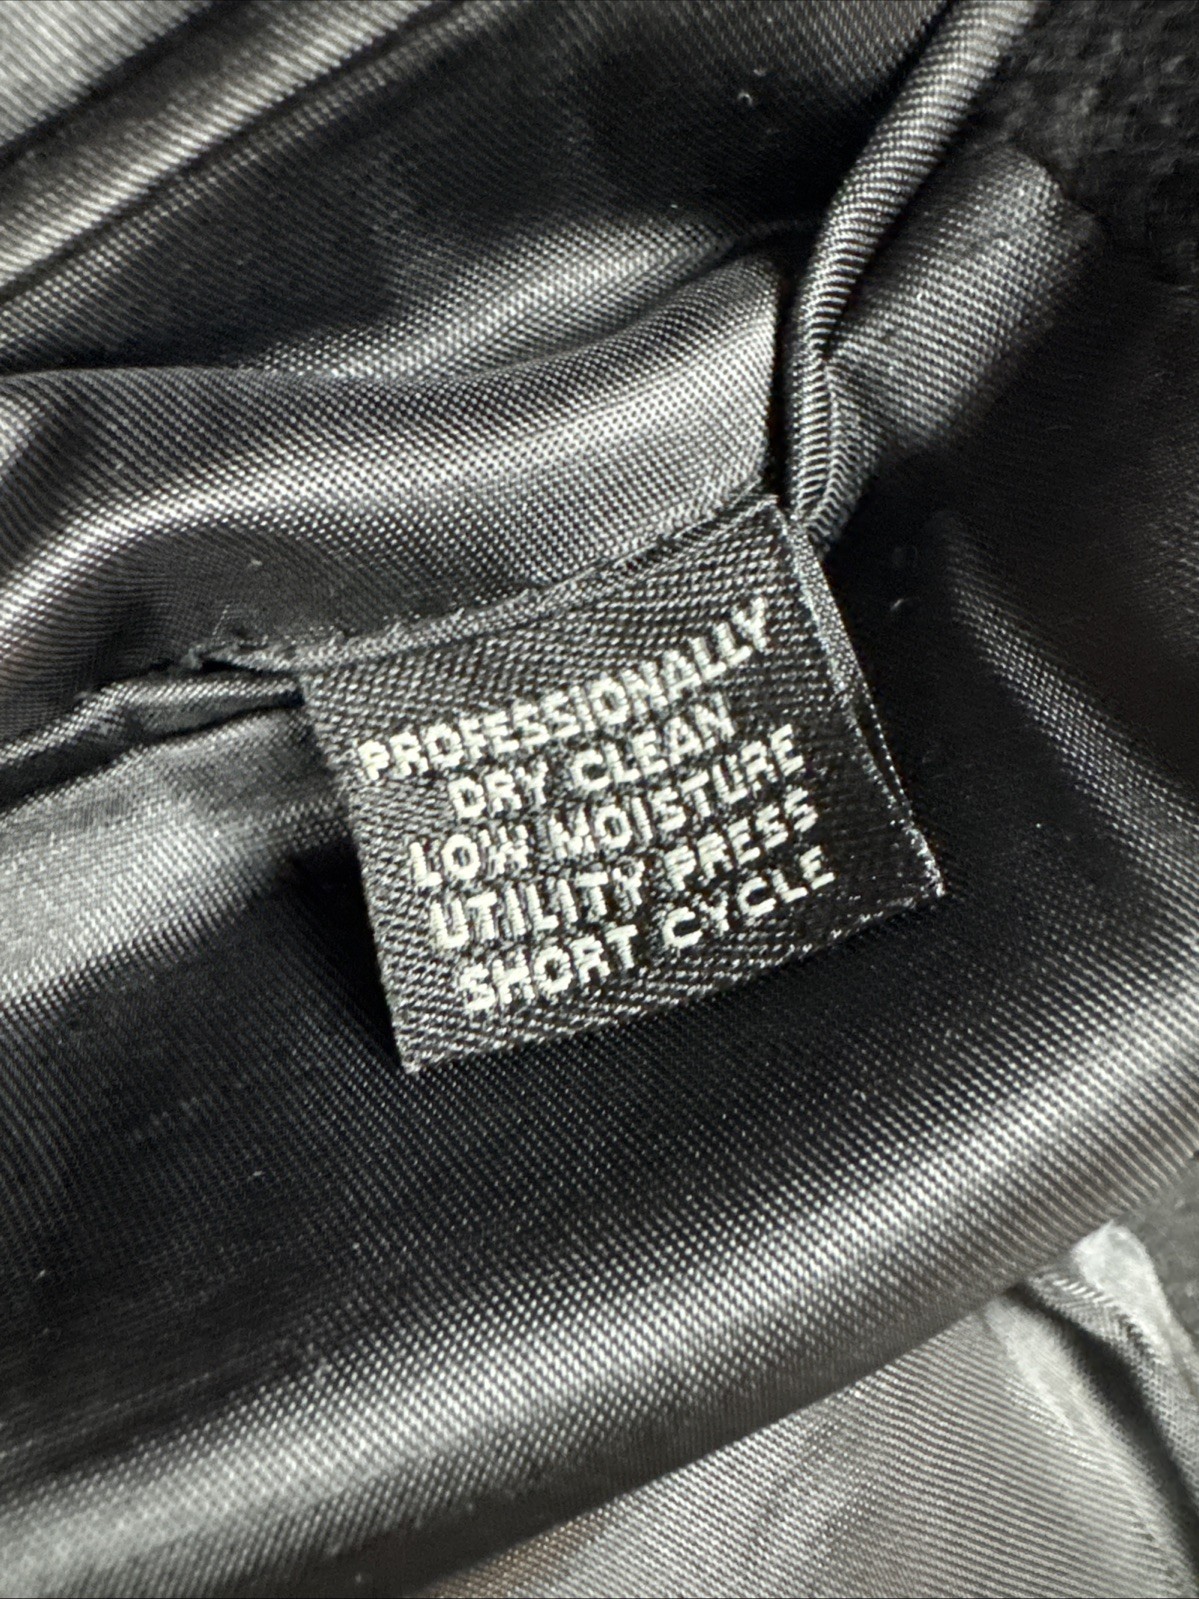 PROFESSIONALLY
DRY CLEAN
LOW MOISTURE
UTILITY PRESS
SHORT CYCLE